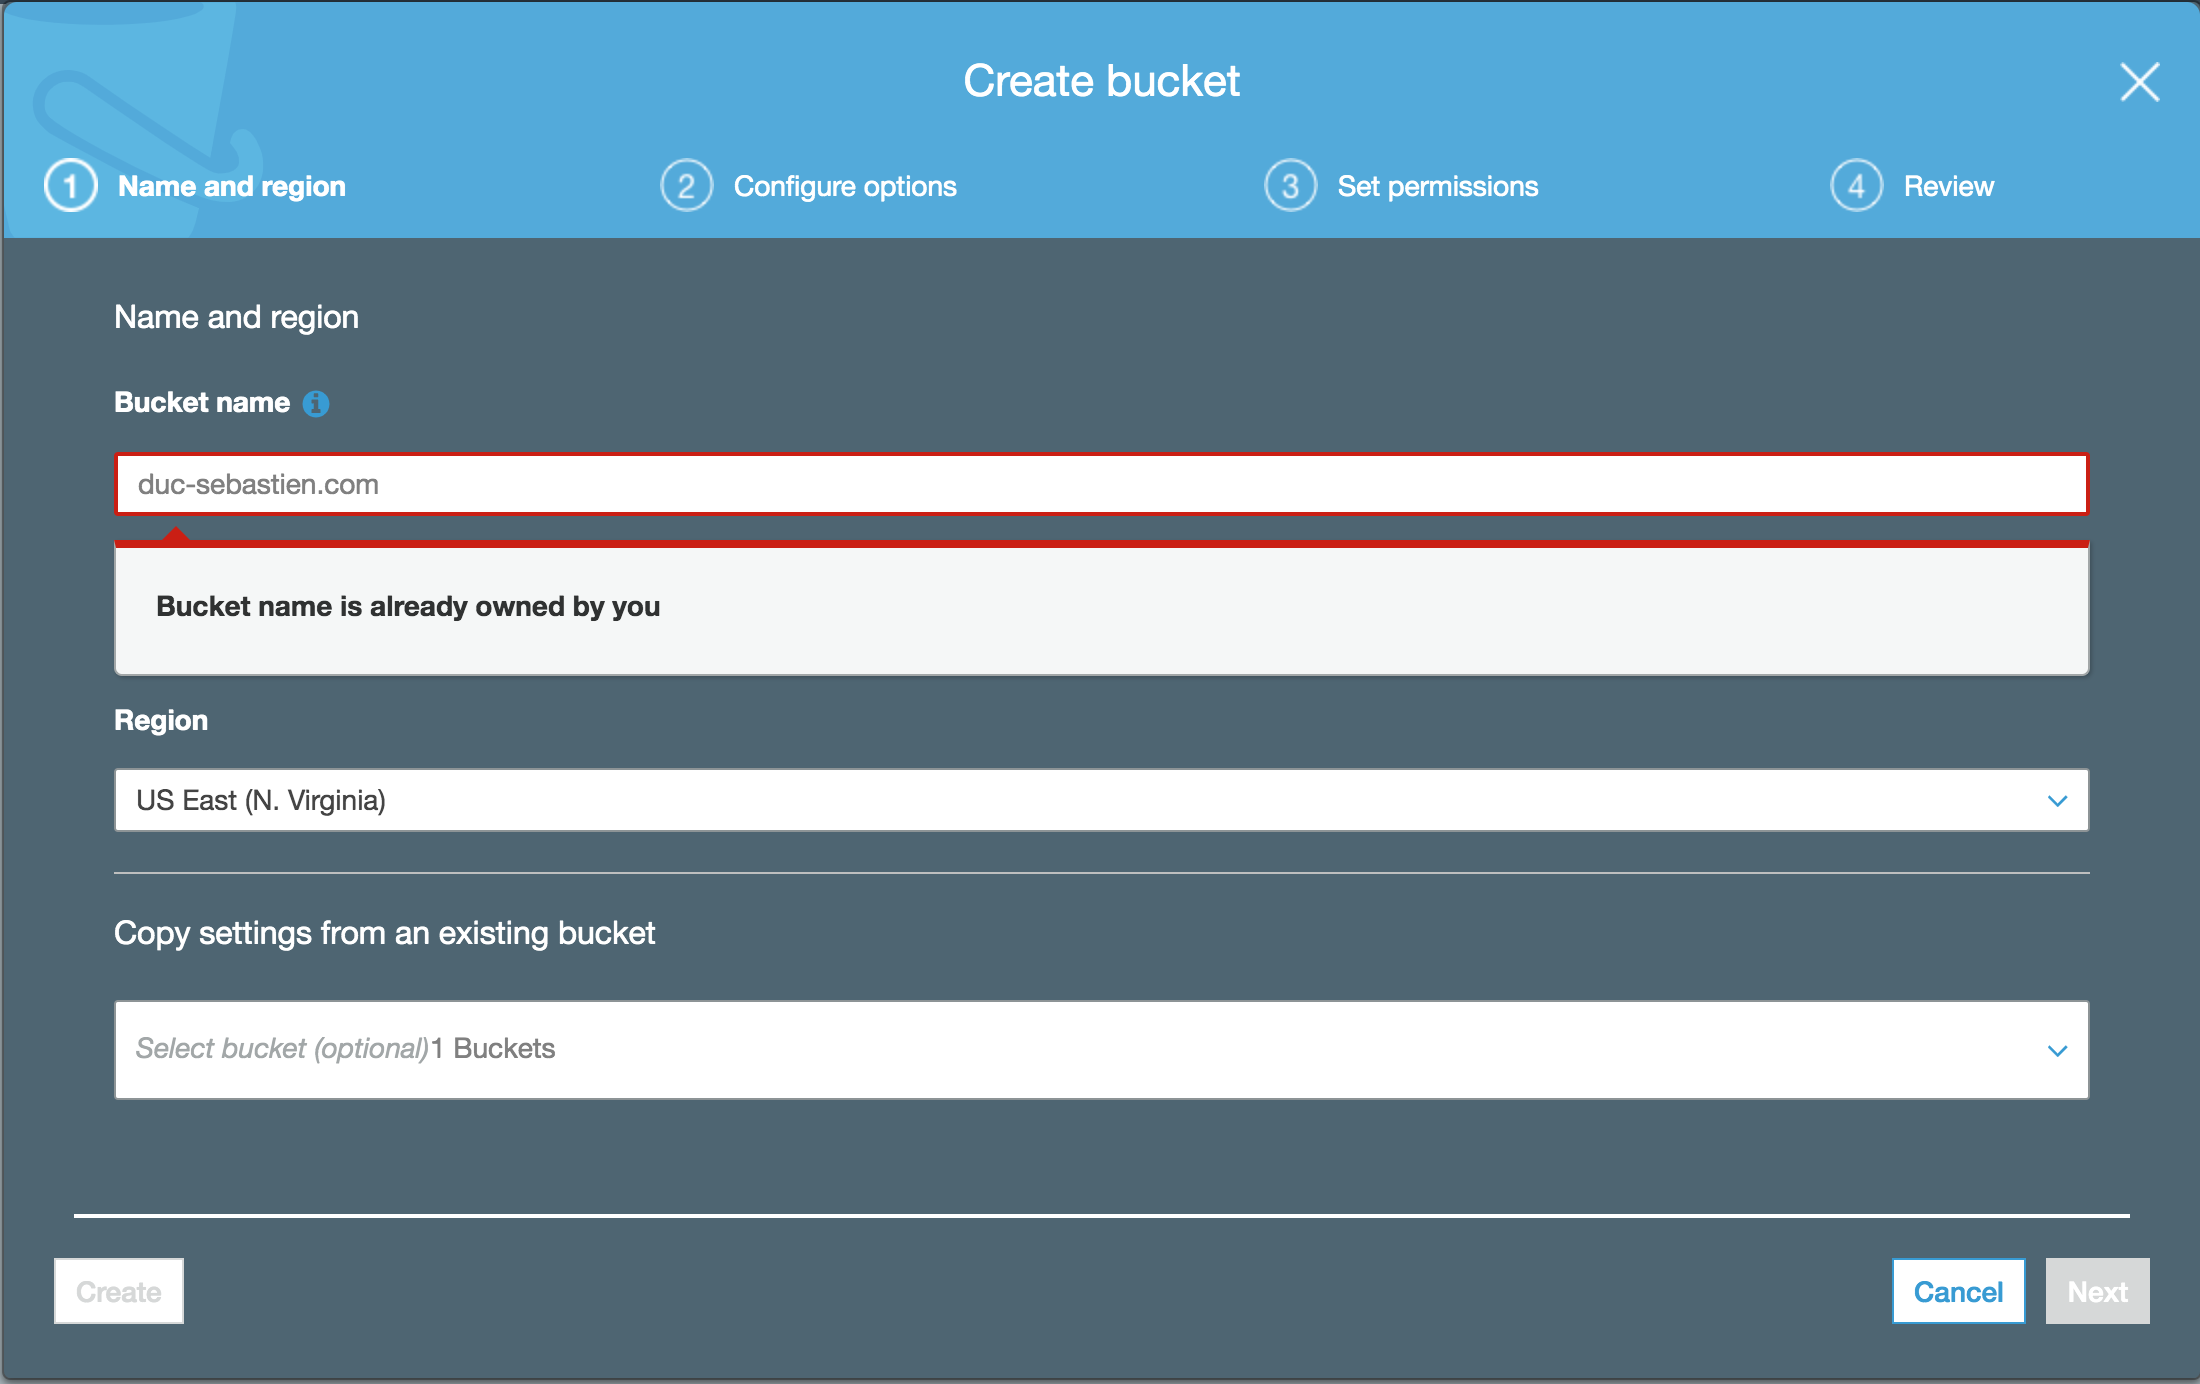 Create bucket
1 Name and region
2 Configure options
3 Set permissions
4 Review
Name and region
Bucket name
duc-sebastien.com
Bucket name is already owned by you
Region
US East (N. Virginia)
Copy settings from an existing bucket
Select bucket (optional)1 Buckets
Create
Cancel
Next